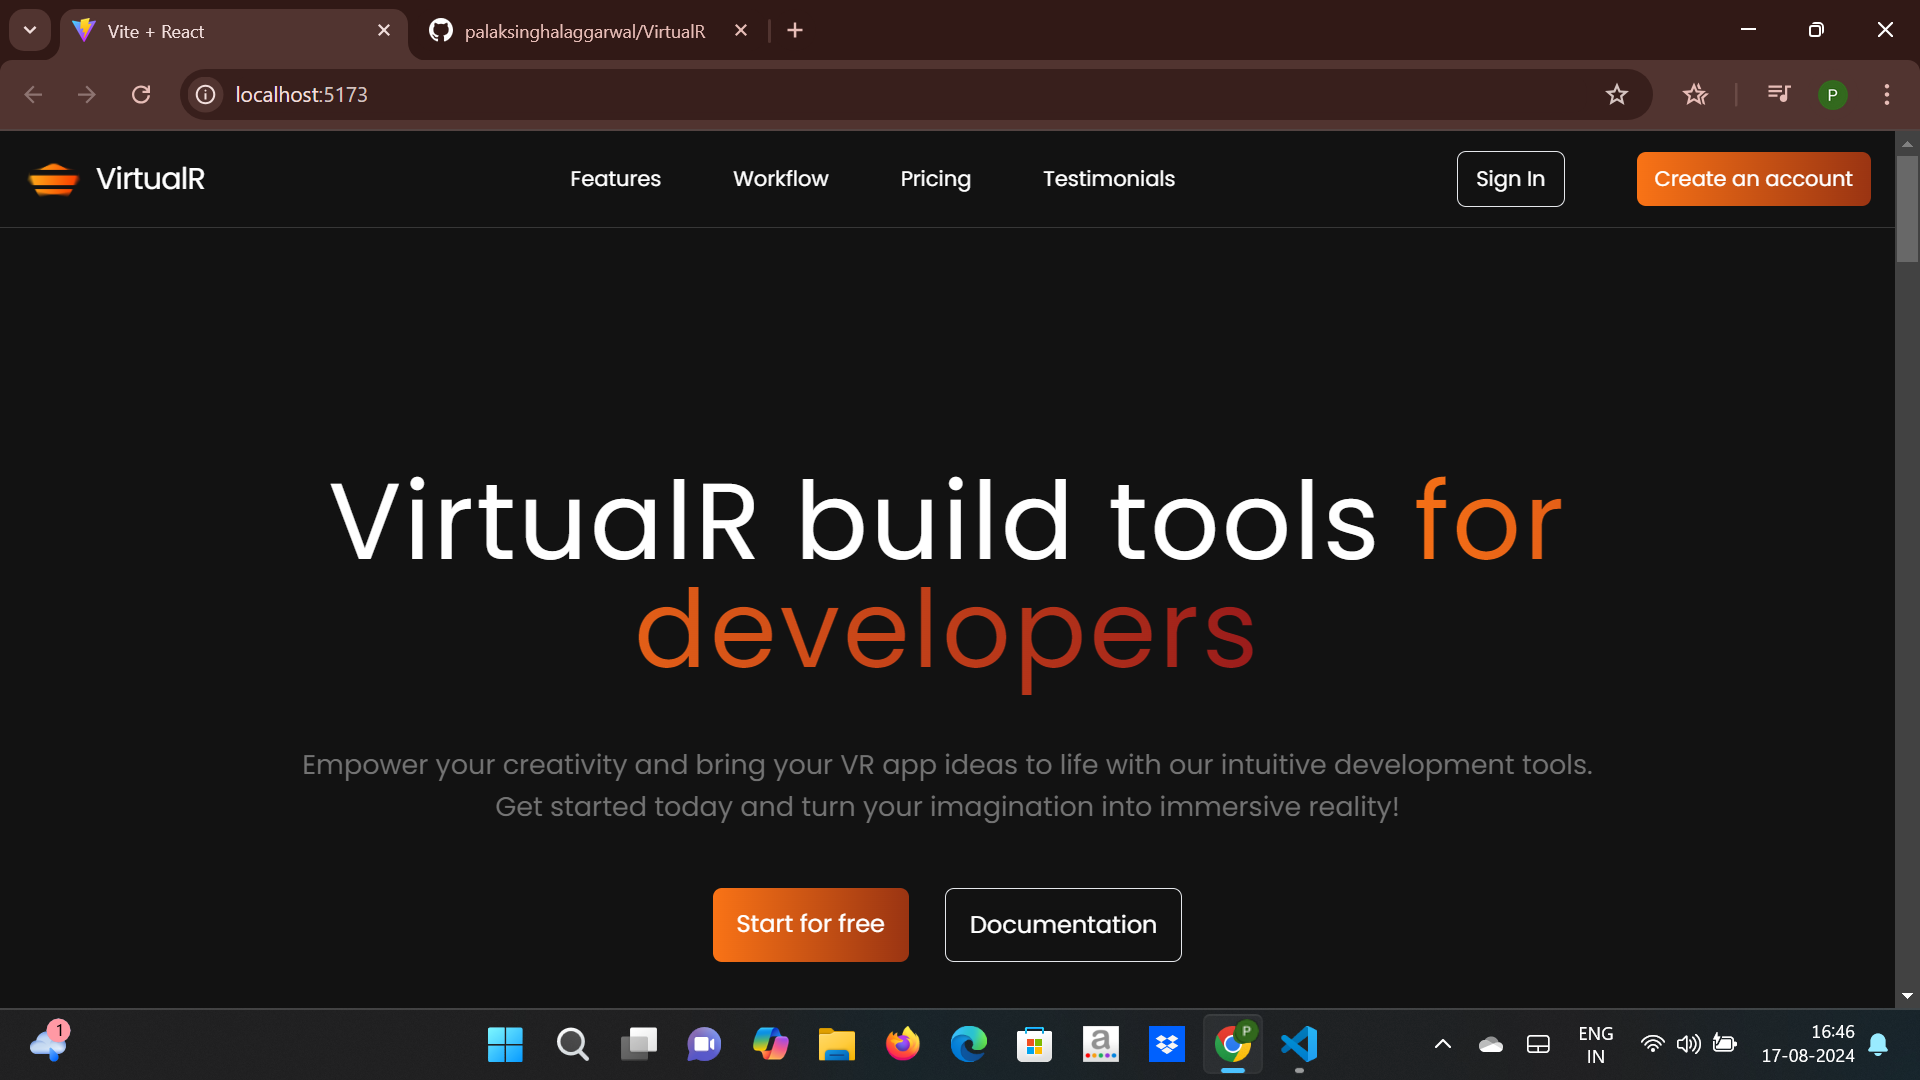 Vite + React
palaksinghalaggarwal/VirtualR
localhost:5173
P
VirtualR
Features
Workflow
Pricing
Testimonials
Sign In
Create an account
VirtualR build tools for
developers
Empower your creativity and bring your VR app ideas to life with our intuitive development tools.
Get started today and turn your imagination into immersive reality!
Start for free
Documentation
1
a
P
ENG
IN
16:46
17-08-2024